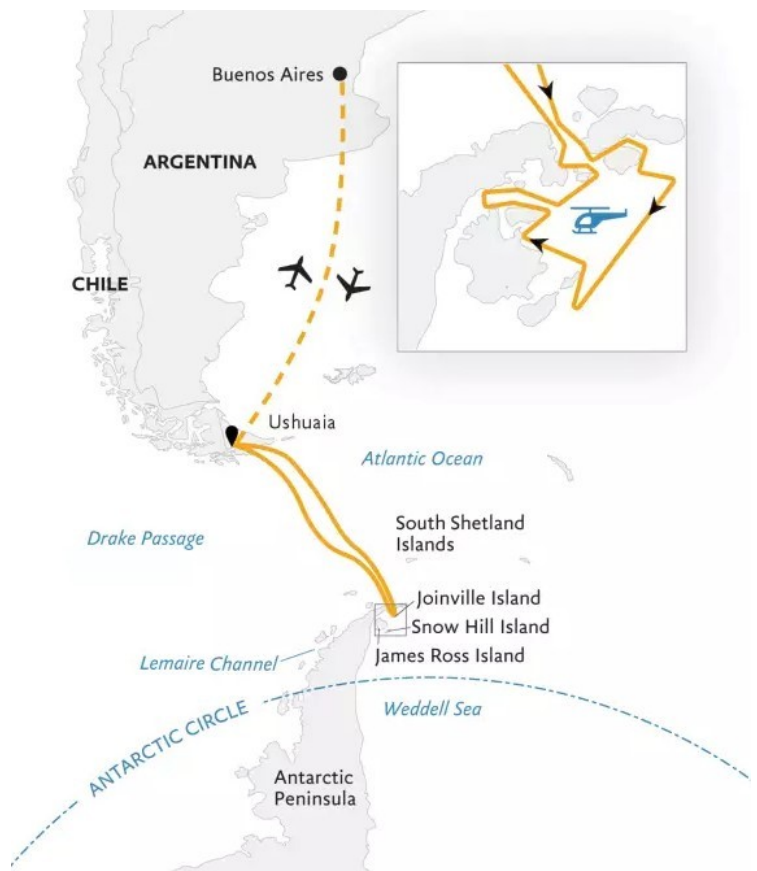 Buenos Aires
ARGENTINA
CHILE
Ushuaia
Atlantic Ocean
South Shetland
Islands
Drake Passage
Joinville Island
Snow Hill Island
James Ross Island
Lemaire Channel
Weddell Sea
ANTARCTIC CIRCLE
Antarctic
Peninsula